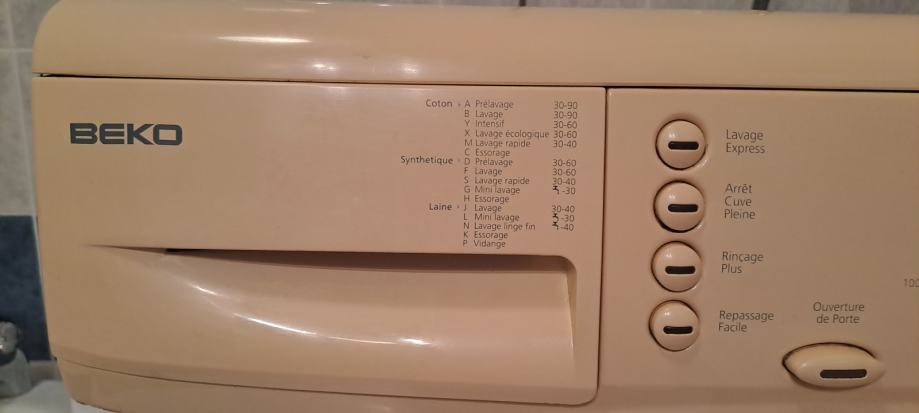 BEKO
Coton › A Prélavage 30-90
B Lavage 30-90
Y Intensif 30-60
X Lavage écologique 30-60
M Lavage rapide 30-40
C Essorage
Synthetique › D Prélavage 30-60
F Lavage 30-60
S Lavage rapide 30-40
G Mini lavage -30
H Essorage
Laine › J Lavage 30-40
L Mini lavage -30
N Lavage linge fin -40
K Essorage
P Vidange
Lavage
Express
Arrêt
Cuve
Pleine
Rinçage
Plus
Repassage
Facile
Ouverture
de Porte
100